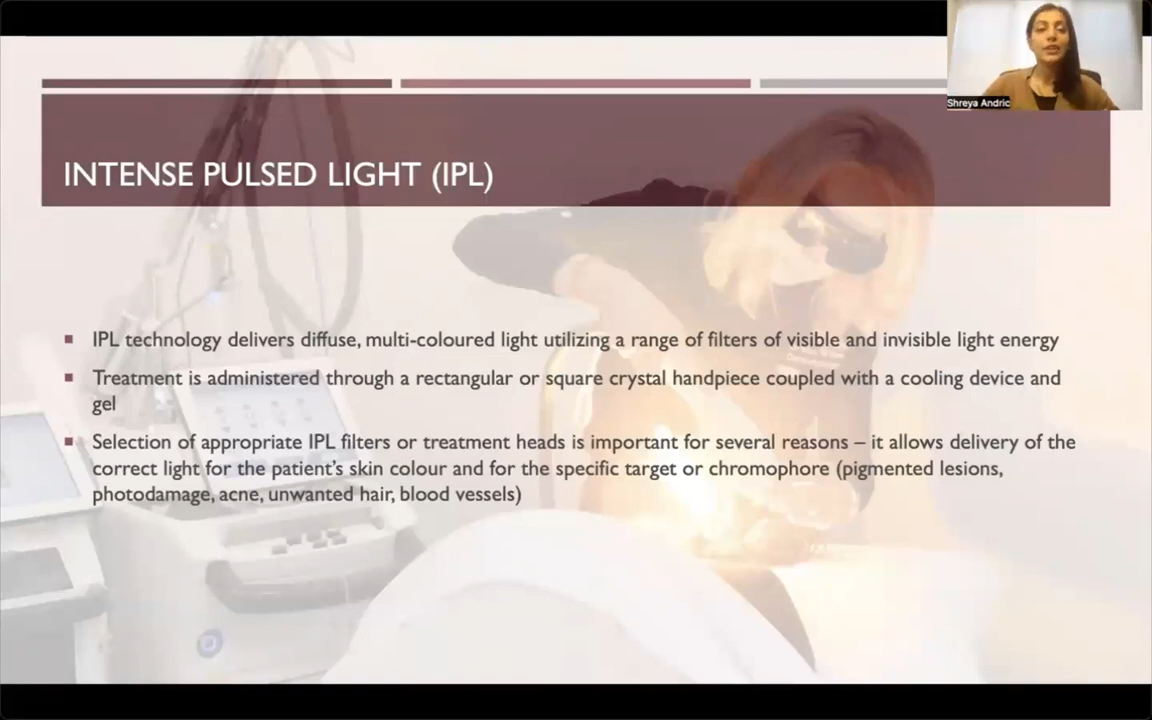 Shreya Andric
INTENSE PULSED LIGHT (IPL)
▪ IPL technology delivers diffuse, multi-coloured light utilizing a range of filters of visible and invisible light energy
▪ Treatment is administered through a rectangular or square crystal handpiece coupled with a cooling device and
gel
▪ Selection of appropriate IPL filters or treatment heads is important for several reasons – it allows delivery of the
correct light for the patient's skin colour and for the specific target or chromophore (pigmented lesions,
photodamage, acne, unwanted hair, blood vessels)